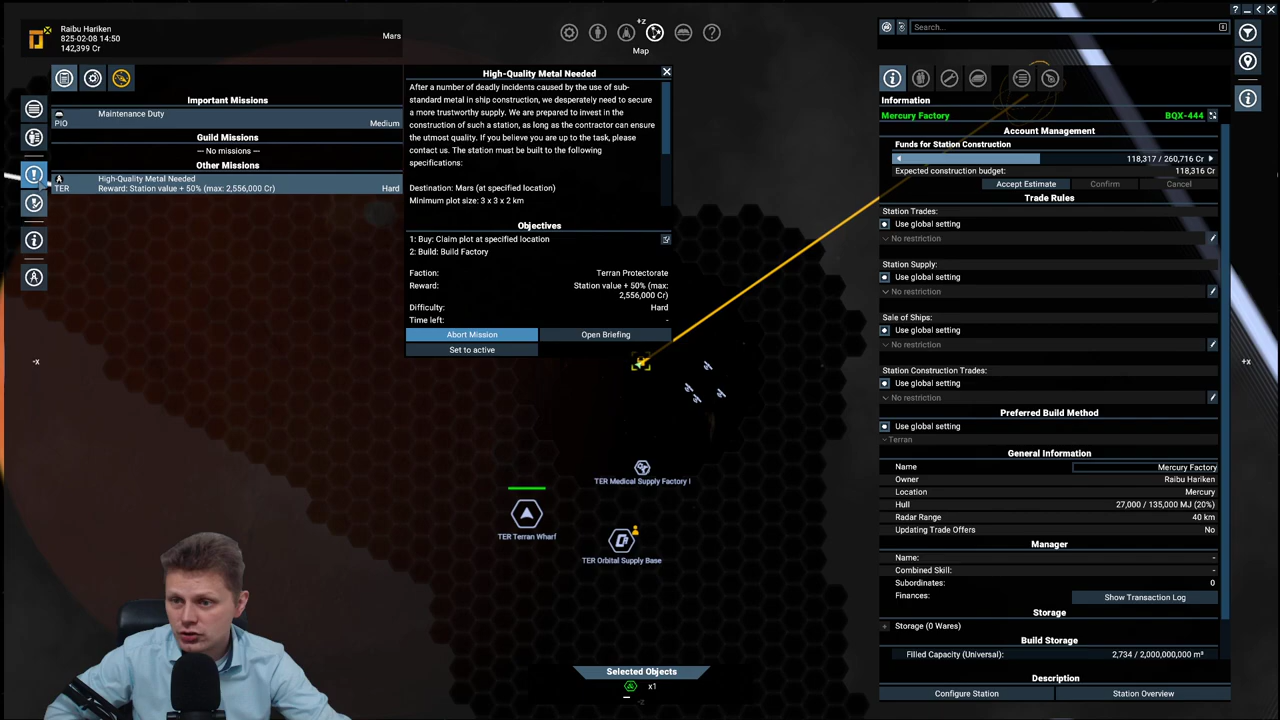 Raibu Hariken
825-02-08 14:50
142,399 Cr
Mars
+z
Map
Search...
Important Missions
Maintenance Duty
PIO
Medium
Guild Missions
--- No missions ---
Other Missions
High-Quality Metal Needed
TER
Reward: Station value + 50% (max: 2,556,000 Cr)
Hard
High-Quality Metal Needed
After a number of deadly incidents caused by the use of sub-
standard metal in ship construction, we desperately need to secure
a more trustworthy supply. We are prepared to invest in the
construction of such a station, as long as the contractor can ensure
the utmost quality. If you believe you are up to the task, please
contact us. The station must be built to the following
specifications:
Destination: Mars (at specified location)
Minimum plot size: 3 x 3 x 2 km
Objectives
1: Buy: Claim plot at specified location
2: Build: Build Factory
Faction:
Terran Protectorate
Reward:
Station value + 50% (max:
2,556,000 Cr)
Difficulty:
Hard
Time left:
-
Abort Mission
Open Briefing
Set to active
-x
+x
TER Medical Supply Factory I
TER Terran Wharf
TER Orbital Supply Base
Selected Objects
x1
-z
Information
Mercury Factory
BQX-444
Account Management
Funds for Station Construction
118,317 / 260,716 Cr
Expected construction budget:
118,316 Cr
Accept Estimate
Confirm
Cancel
Trade Rules
Station Trades:
Use global setting
No restriction
Station Supply:
Use global setting
No restriction
Sale of Ships:
Use global setting
No restriction
Station Construction Trades:
Use global setting
No restriction
Preferred Build Method
Use global setting
Terran
General Information
Name
Mercury Factory
Owner
Raibu Hariken
Location
Mercury
Hull
27,000 / 135,000 MJ (20%)
Radar Range
40 km
Updating Trade Offers
No
Manager
Name:
-
Combined Skill:
-
Subordinates:
0
Finances:
Show Transaction Log
Storage
Storage (0 Wares)
Build Storage
Filled Capacity (Universal):
2,734 / 2,000,000,000 m³
Description
Configure Station
Station Overview